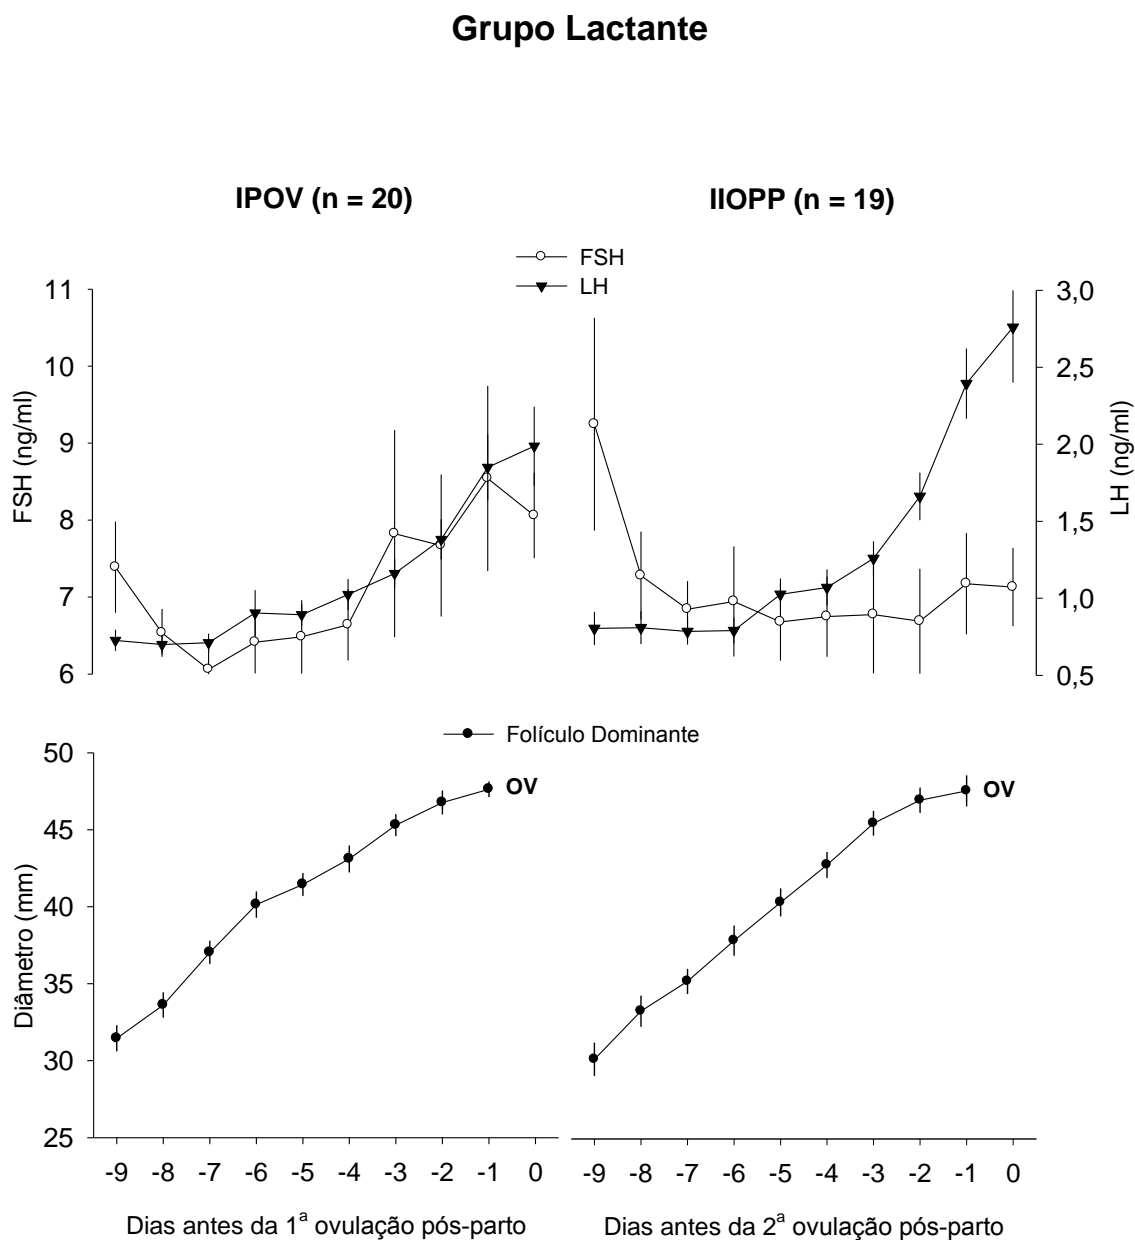 Grupo Lactante
IPOV (n = 20)
IIOPP (n = 19)
FSH
LH
11
10
9
8
7
6
FSH (ng/ml)
3,0
2,5
2,0
1,5
1,0
0,5
LH (ng/ml)
Folículo Dominante
50
45
40
35
30
25
Diâmetro (mm)
OV
OV
-9 -8 -7 -6 -5 -4 -3 -2 -1 0
-9 -8 -7 -6 -5 -4 -3 -2 -1 0
Dias antes da 1ª ovulação pós-parto
Dias antes da 2ª ovulação pós-parto